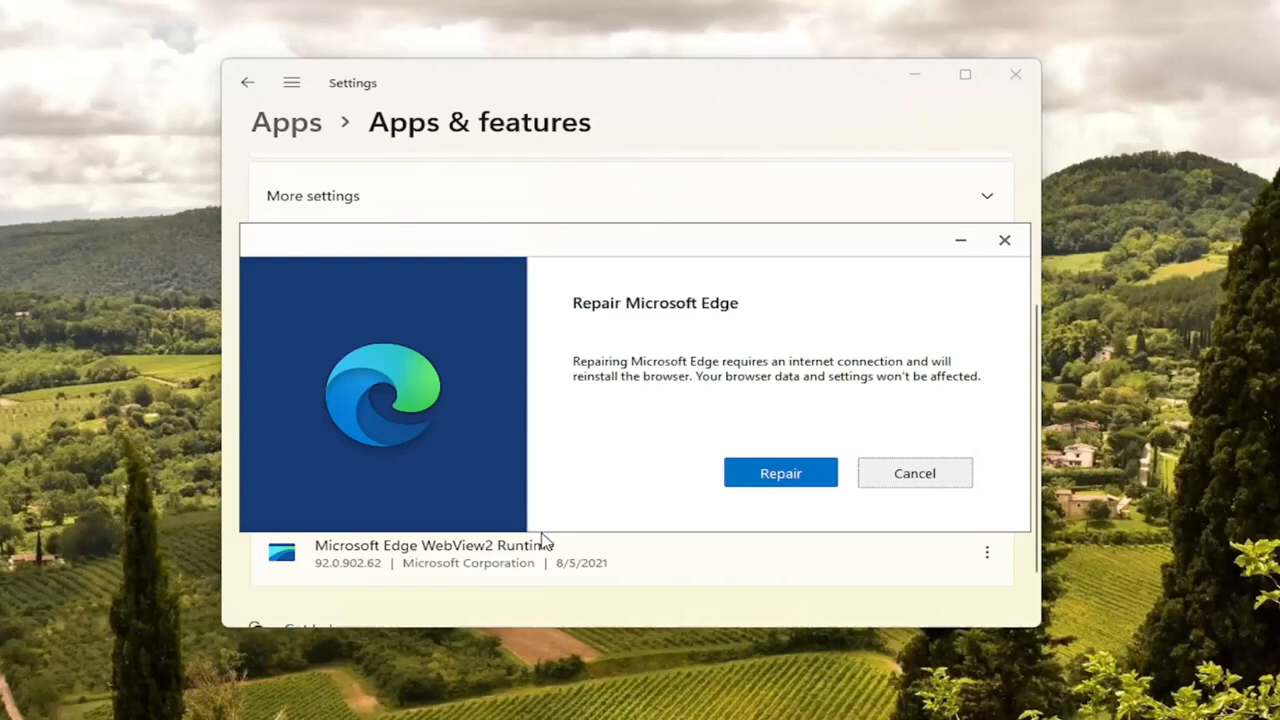 Settings
Apps > Apps & features
More settings
Repair Microsoft Edge
Repairing Microsoft Edge requires an internet connection and will
reinstall the browser. Your browser data and settings won't be affected.
Repair
Cancel
Microsoft Edge WebView2 Runtime
92.0.902.62 | Microsoft Corporation | 8/5/2021